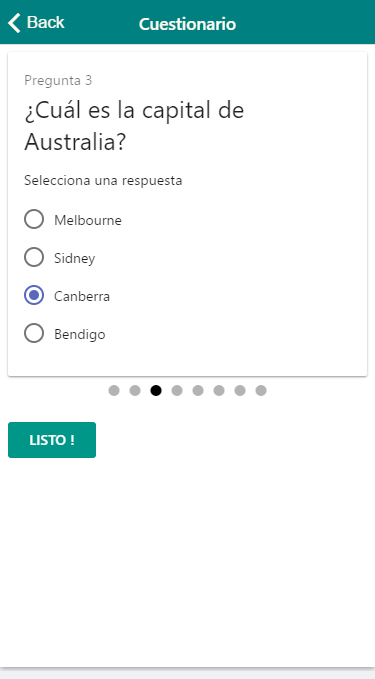 Back
Cuestionario
Pregunta 3
¿Cuál es la capital de
Australia?
Selecciona una respuesta
Melbourne
Sidney
Canberra
Bendigo
LISTO !